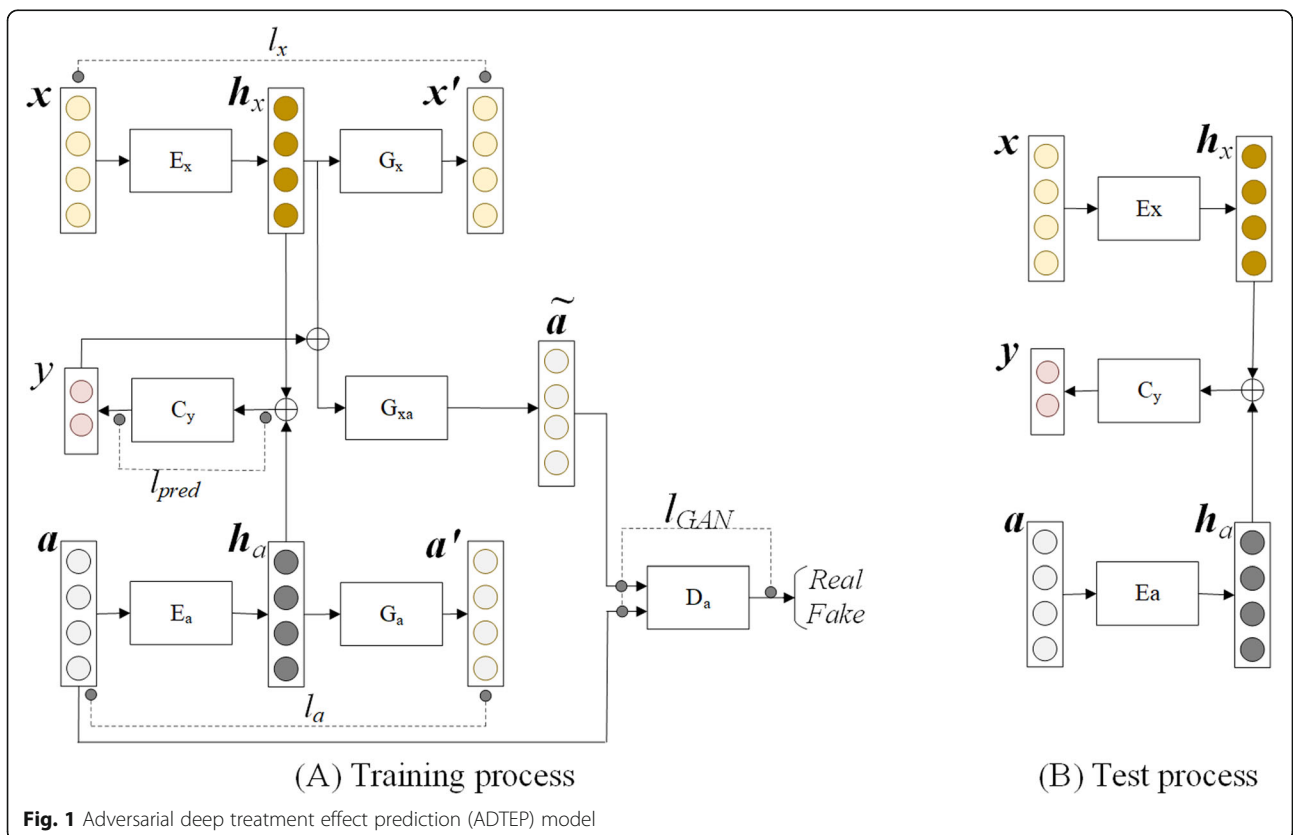 l_x
x h_x x'
E_x G_x
ã
y
C_y G_xa
l_pred
l_GAN
a h_a a'
E_a G_a D_a Real
Fake
l_a
(A) Training process
x h_x
Ex
y
C_y
a h_a
Ea
(B) Test process
Fig. 1 Adversarial deep treatment effect prediction (ADTEP) model